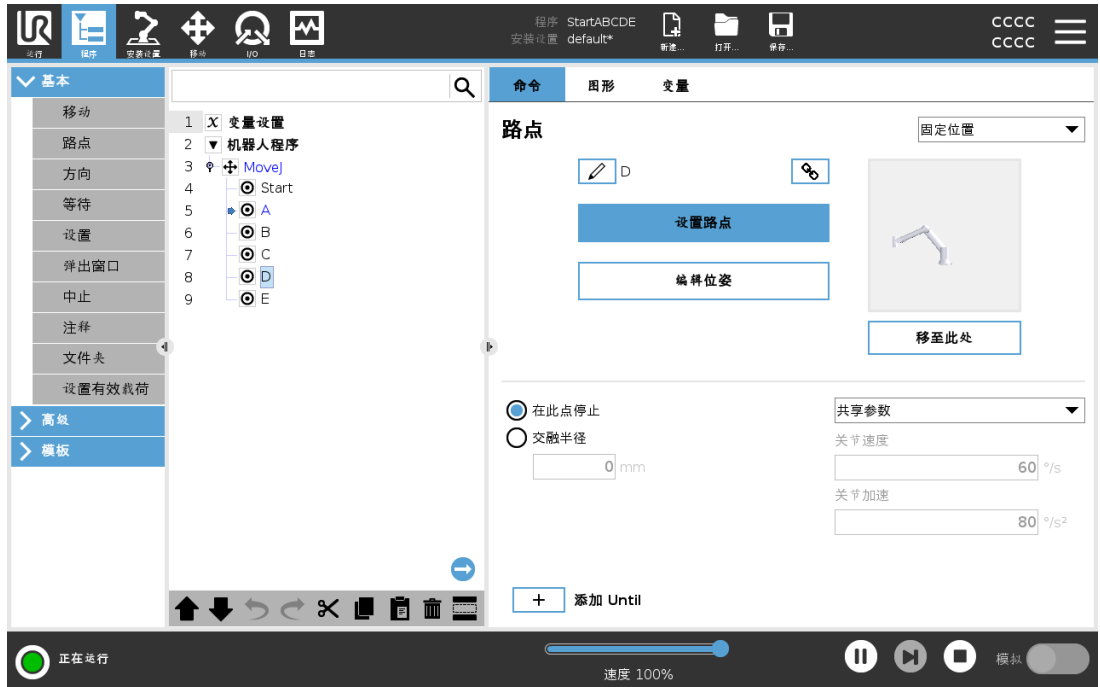 UR
运行
程序
安装设置
移动
I/O
日志
程序 StartABCDE
安装设置 default*
新建...
打开...
保存...
CCCC
CCCC
基本
移动
路点
方向
等待
设置
弹出窗口
中止
注释
文件夹
设置有效载荷
高级
模板
1 X 变量设置
2 机器人程序
3 MoveJ
4 Start
5 A
6 B
7 C
8 D
9 E
命令 图形 变量
路点
固定位置
D
设置路点
编辑位姿
移至此处
在此点停止
交融半径
0 mm
共享参数
关节速度
60 °/s
关节加速
80 °/s²
+ 添加 Until
正在运行
速度 100%
模拟